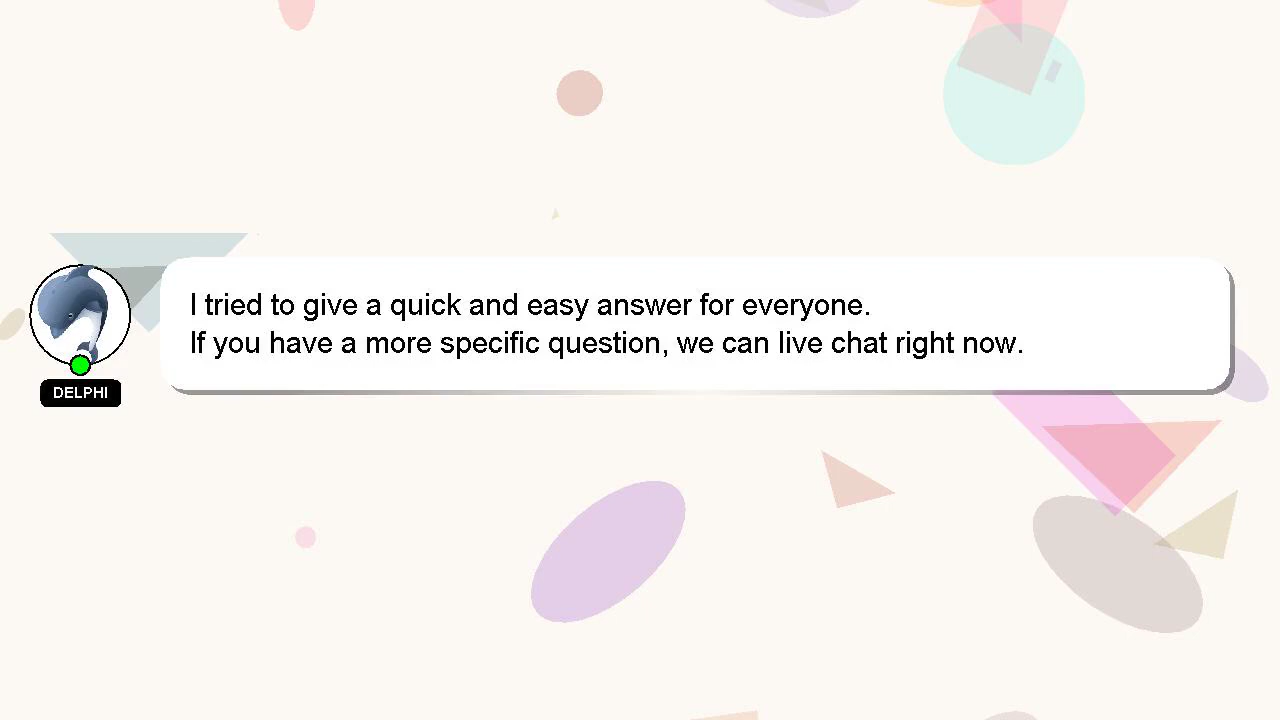 I tried to give a quick and easy answer for everyone.
If you have a more specific question, we can live chat right now.
DELPHI